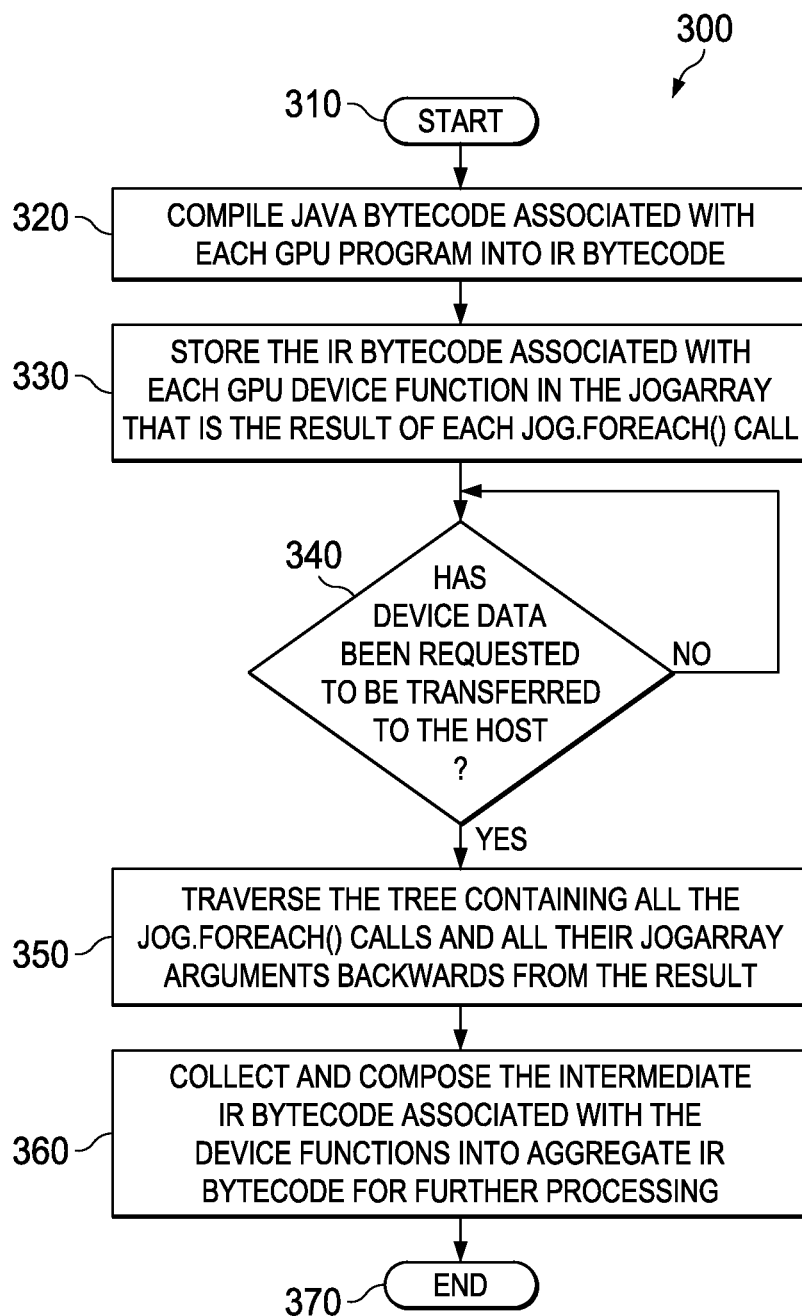 300
310
START
320
COMPILE JAVA BYTECODE ASSOCIATED WITH
EACH GPU PROGRAM INTO IR BYTECODE
330
STORE THE IR BYTECODE ASSOCIATED WITH
EACH GPU DEVICE FUNCTION IN THE JOGARRAY
THAT IS THE RESULT OF EACH JOG.FOREACH() CALL
340
HAS
DEVICE DATA
BEEN REQUESTED
TO BE TRANSFERRED
TO THE HOST
?
NO
YES
350
TRAVERSE THE TREE CONTAINING ALL THE
JOG.FOREACH() CALLS AND ALL THEIR JOGARRAY
ARGUMENTS BACKWARDS FROM THE RESULT
360
COLLECT AND COMPOSE THE INTERMEDIATE
IR BYTECODE ASSOCIATED WITH THE
DEVICE FUNCTIONS INTO AGGREGATE IR
BYTECODE FOR FURTHER PROCESSING
370
END